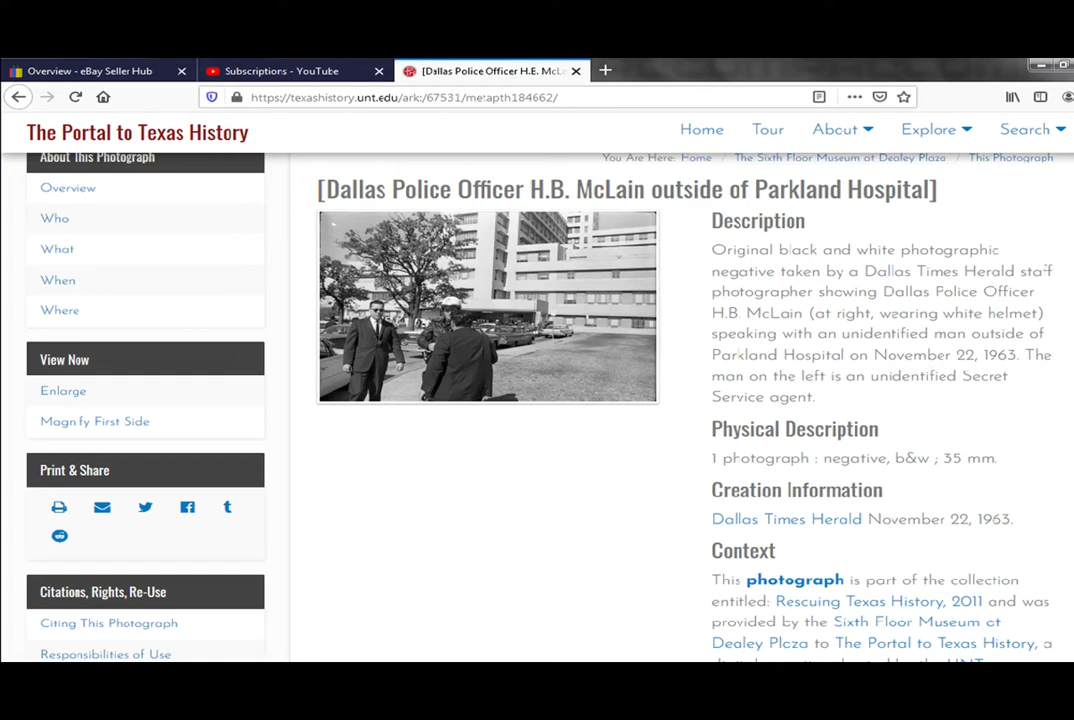 Overview - eBay Seller Hub
Subscriptions - YouTube
[Dallas Police Officer H.B. McLa
https://texashistory.unt.edu/ark:/67531/metapth184662/
The Portal to Texas History
Home Tour About Explore Search
You Are Here: Home / The Sixth Floor Museum at Dealey Plaza / This Photograph
About This Photograph
Overview
Who
What
When
Where
View Now
Enlarge
Magnify First Side
Print & Share
Citations, Rights, Re-Use
Citing This Photograph
Responsibilities of Use
[Dallas Police Officer H.B. McLain outside of Parkland Hospital]
Description
Original black and white photographic
negative taken by a Dallas Times Herald staff
photographer showing Dallas Police Officer
H.B. McLain (at right, wearing white helmet)
speaking with an unidentified man outside of
Parkland Hospital on November 22, 1963. The
man on the left is an unidentified Secret
Service agent.
Physical Description
1 photograph : negative, b&w ; 35 mm.
Creation Information
Dallas Times Herald November 22, 1963.
Context
This photograph is part of the collection
entitled: Rescuing Texas History, 2011 and was
provided by the Sixth Floor Museum at
Dealey Plaza to The Portal to Texas History, a